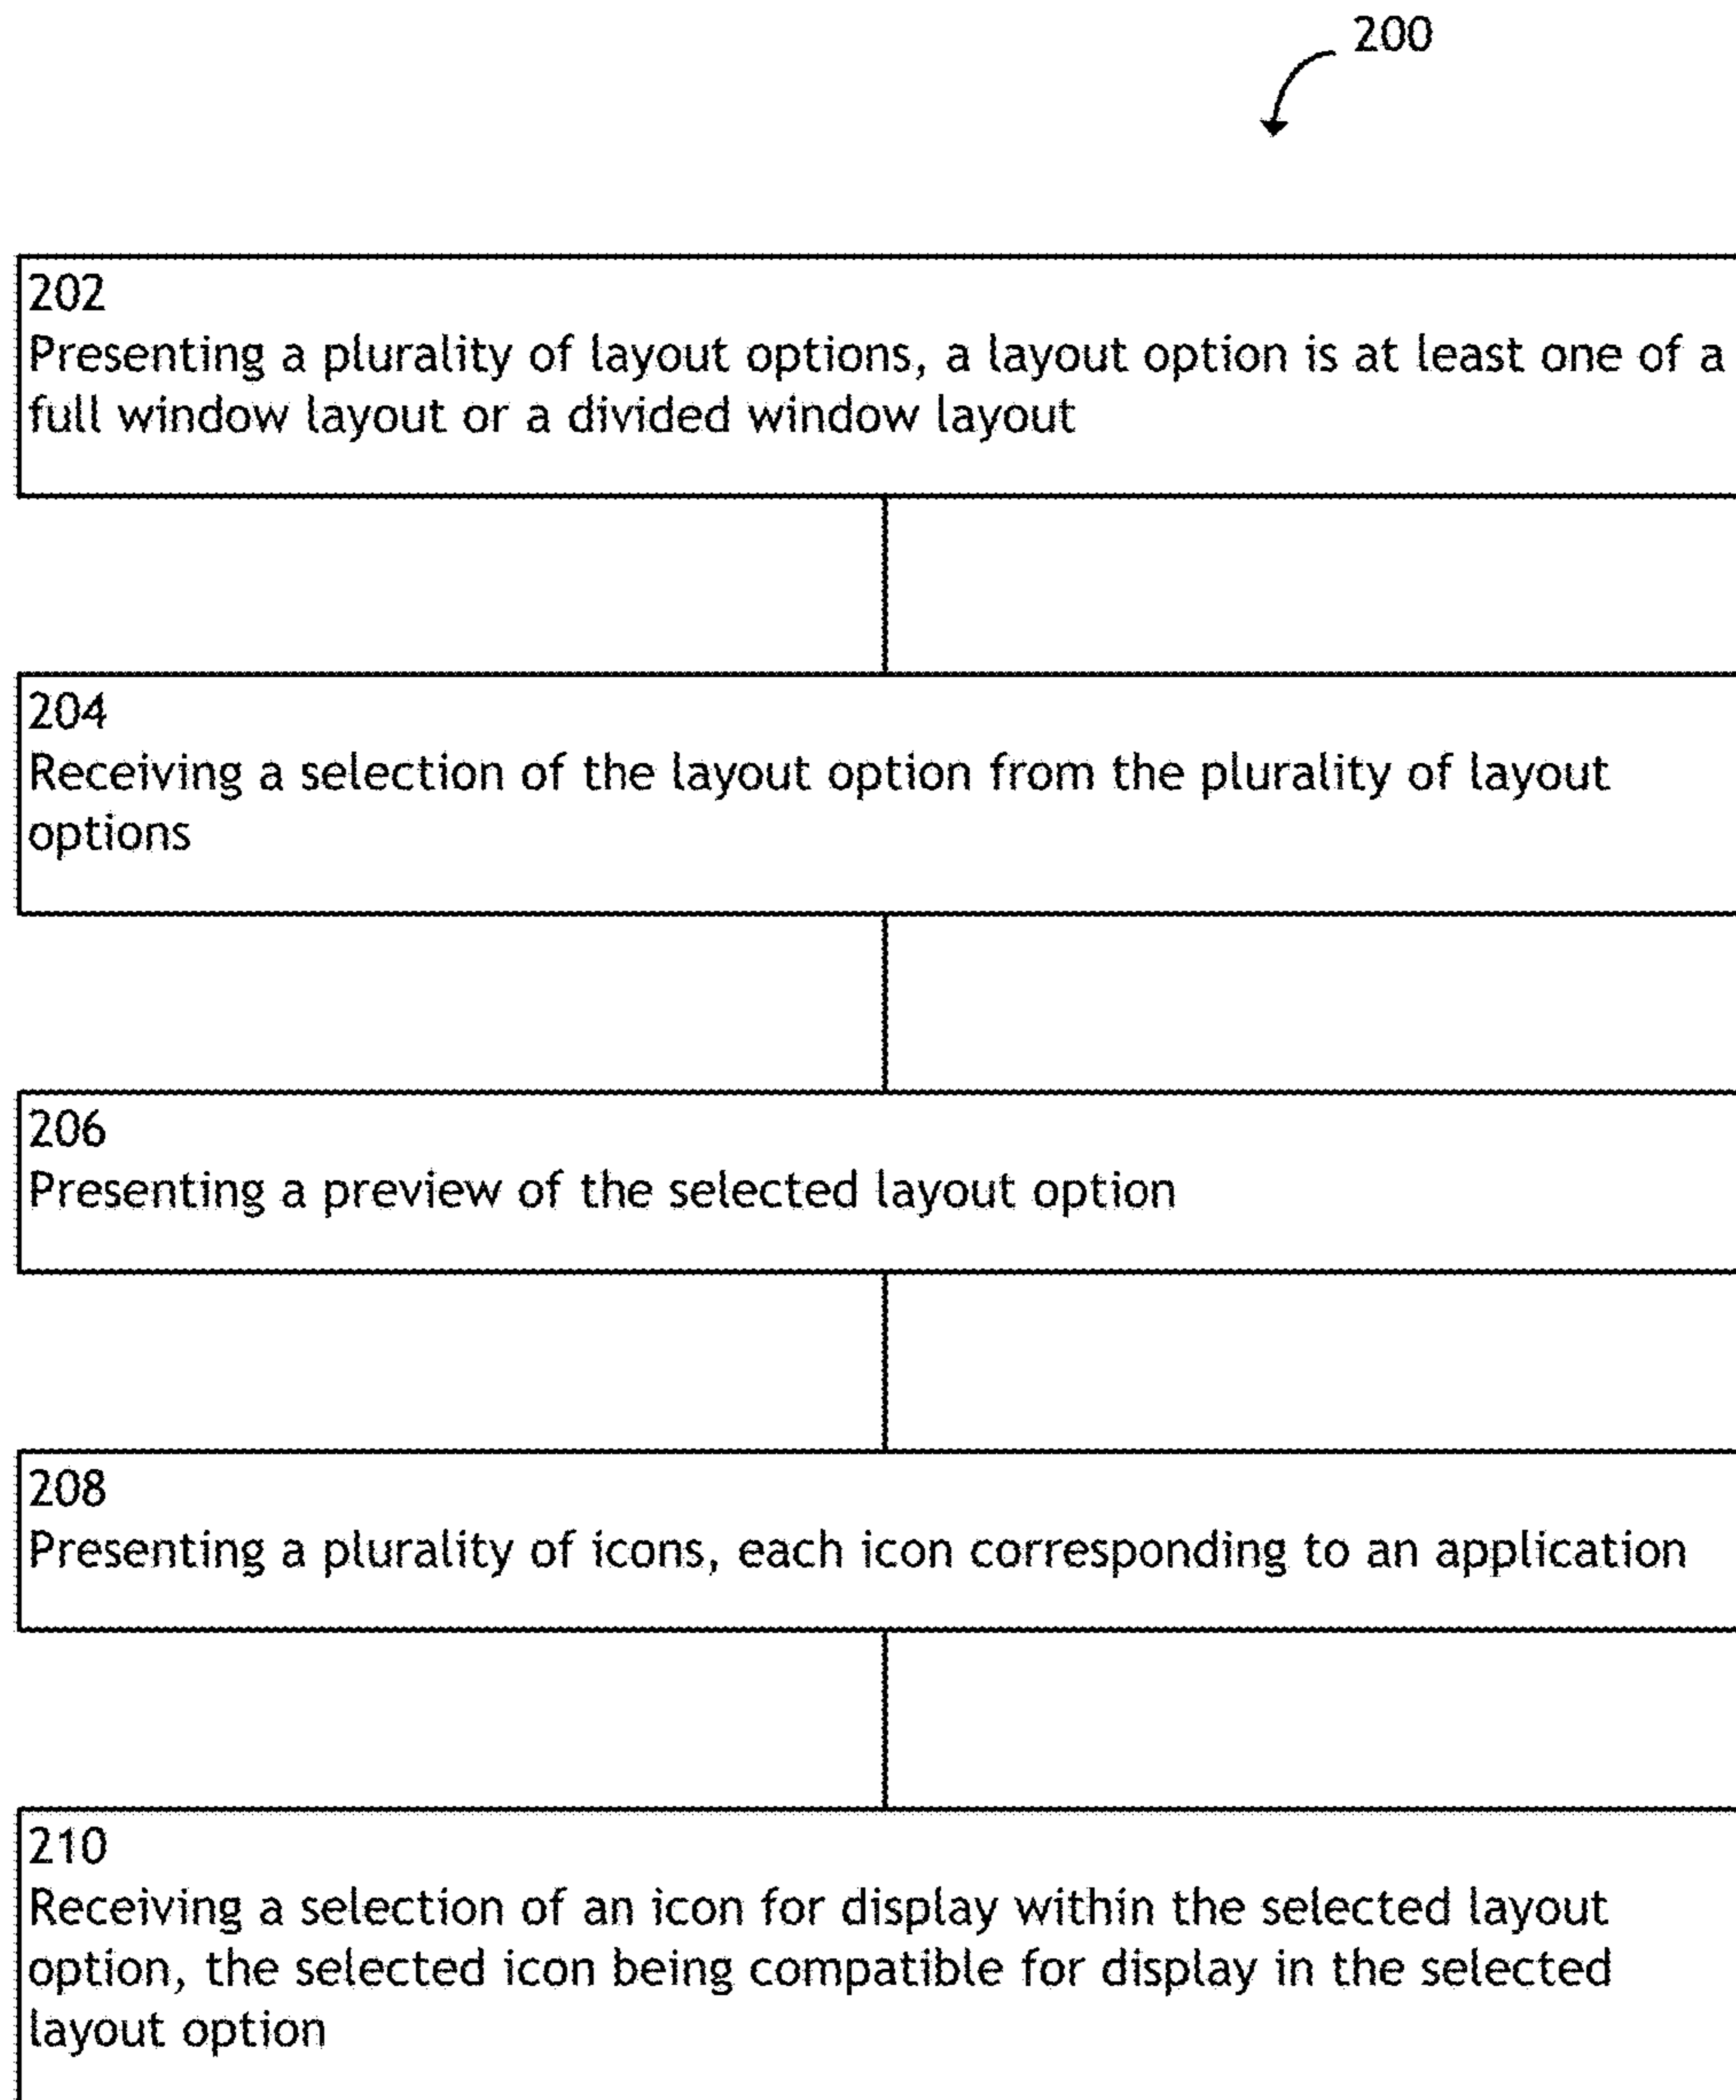 200
202
Presenting a plurality of layout options, a layout option is at least one of a
full window layout or a divided window layout
204
Receiving a selection of the layout option from the plurality of layout
options
206
Presenting a preview of the selected layout option
208
Presenting a plurality of icons, each icon corresponding to an application
210
Receiving a selection of an icon for display within the selected layout
option, the selected icon being compatible for display in the selected
layout option